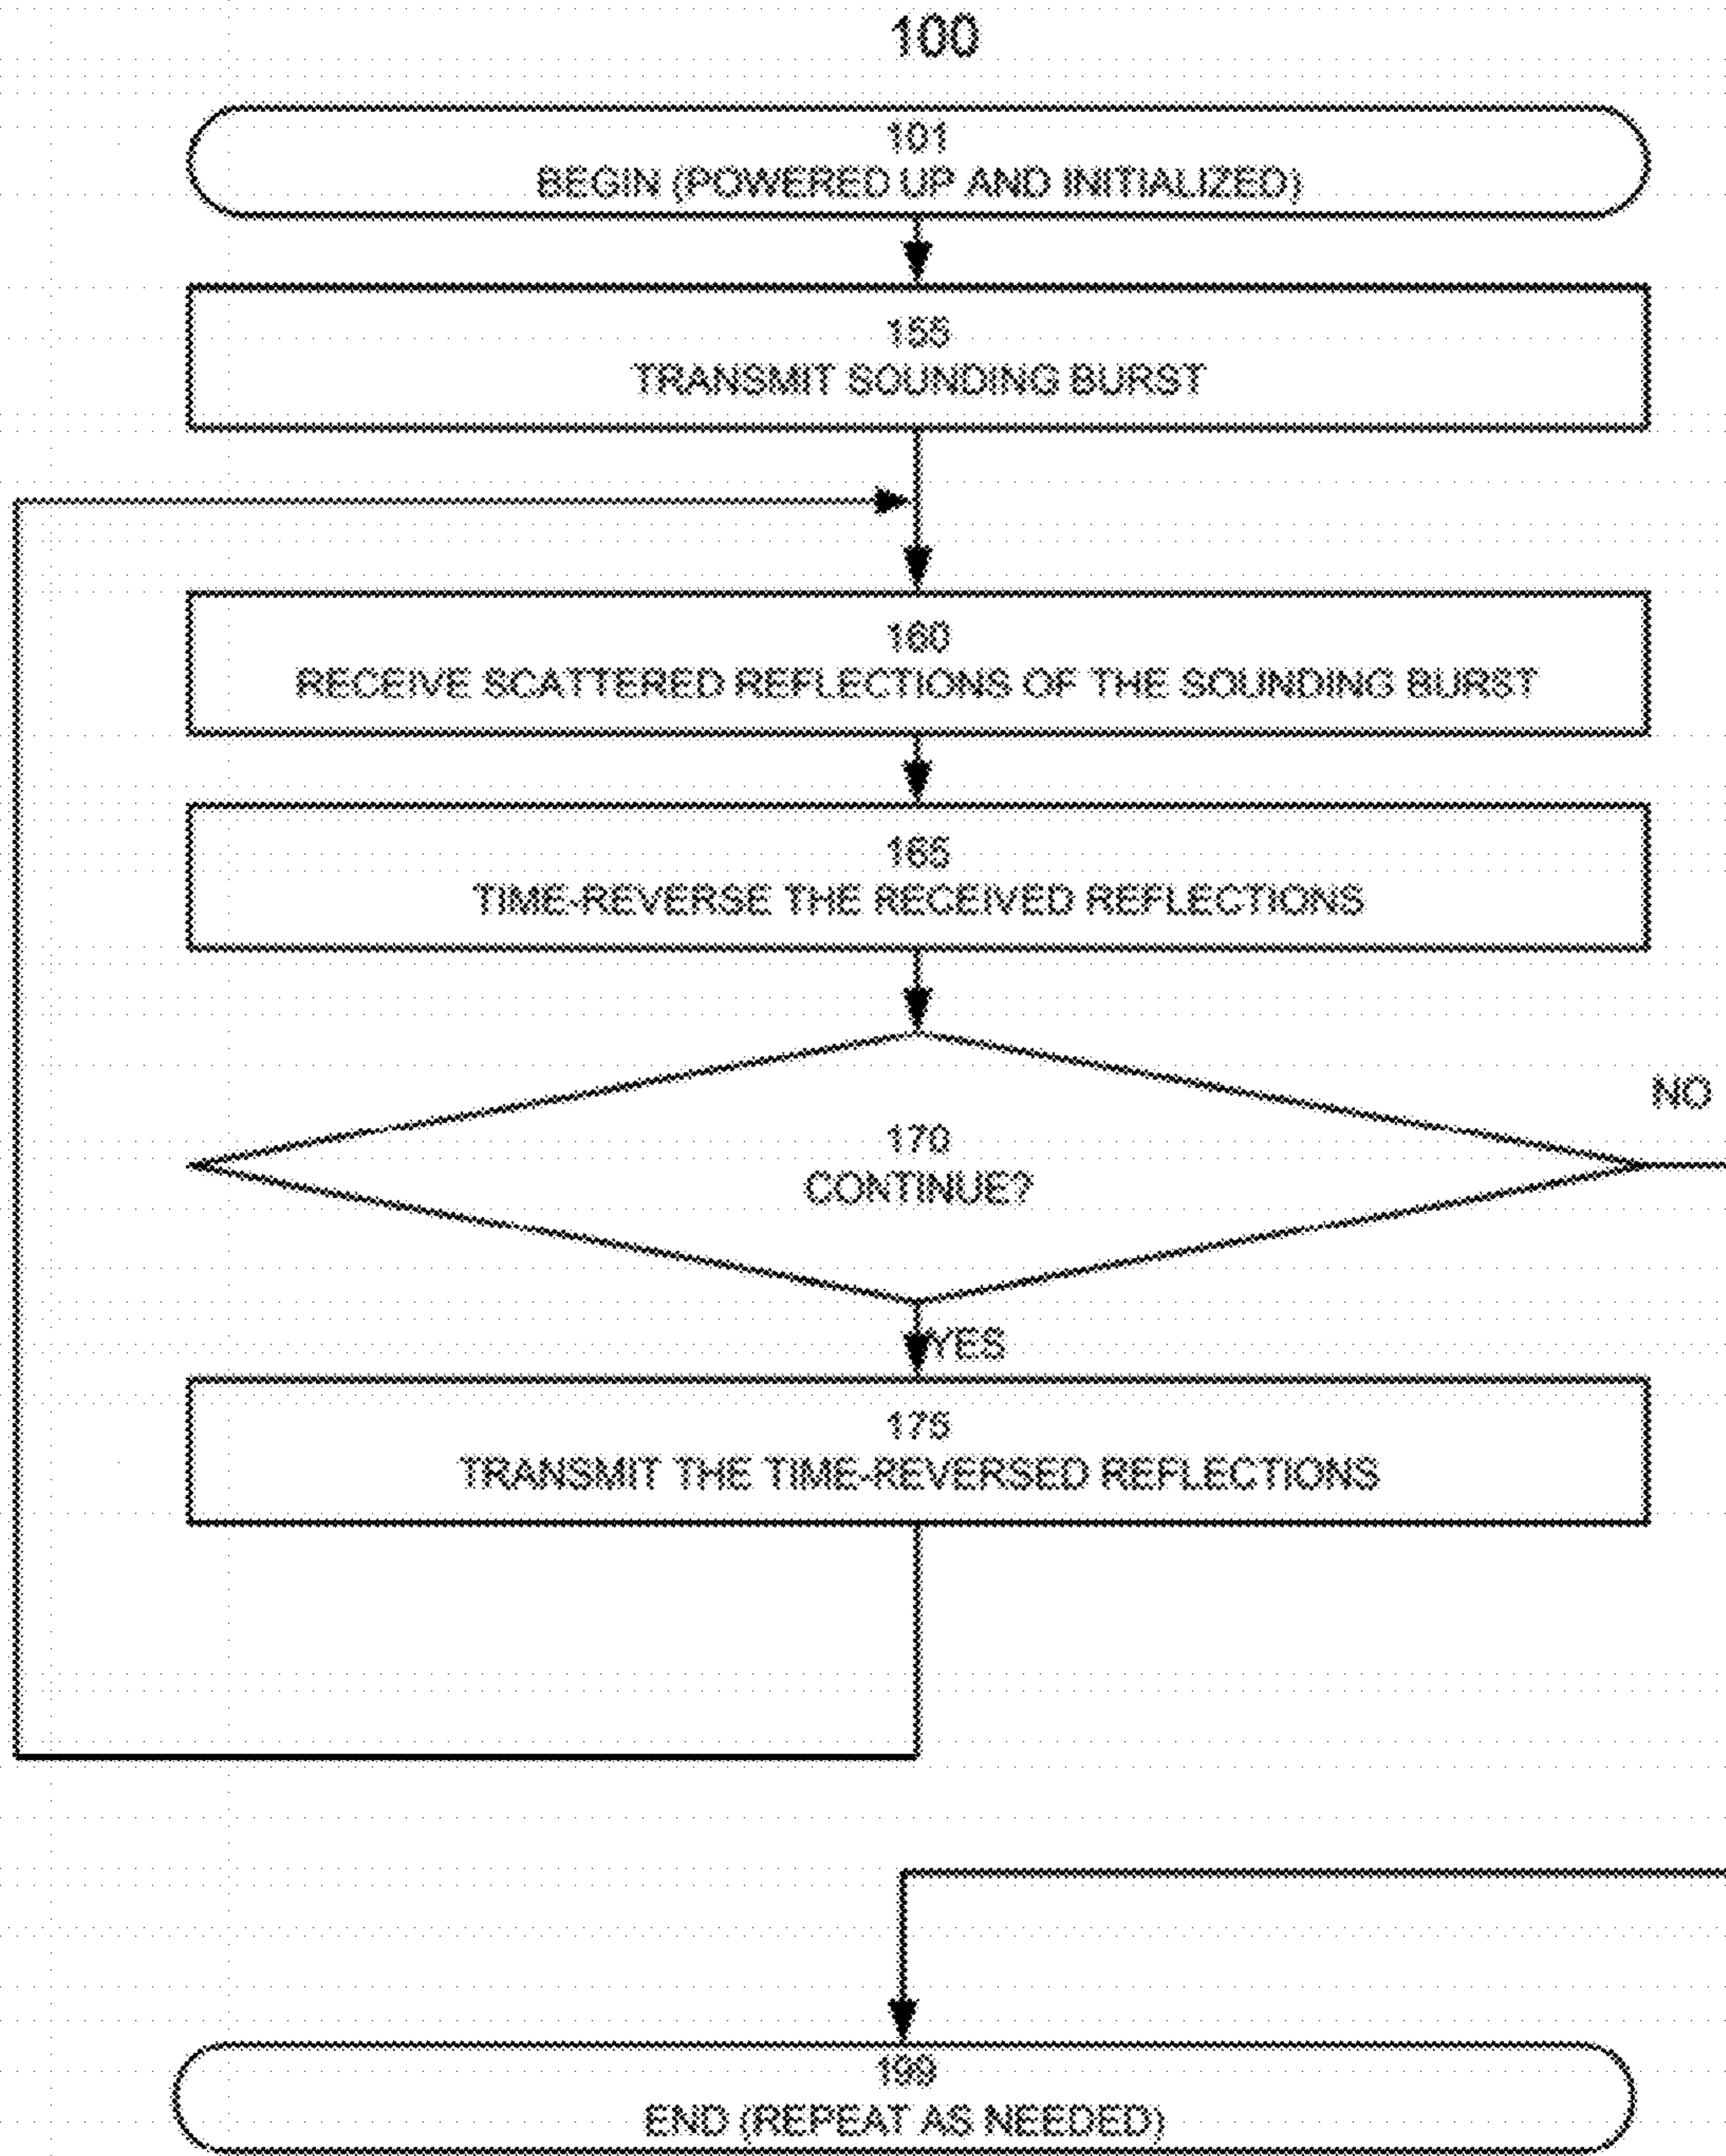 100
101
BEGIN (POWERED UP AND INITIALIZED)
155
TRANSMIT SOUNDING BURST
160
RECEIVE SCATTERED REFLECTIONS OF THE SOUNDING BURST
165
TIME-REVERSE THE RECEIVED REFLECTIONS
NO
170
CONTINUE?
YES
175
TRANSMIT THE TIME-REVERSED REFLECTIONS
199
END (REPEAT AS NEEDED)